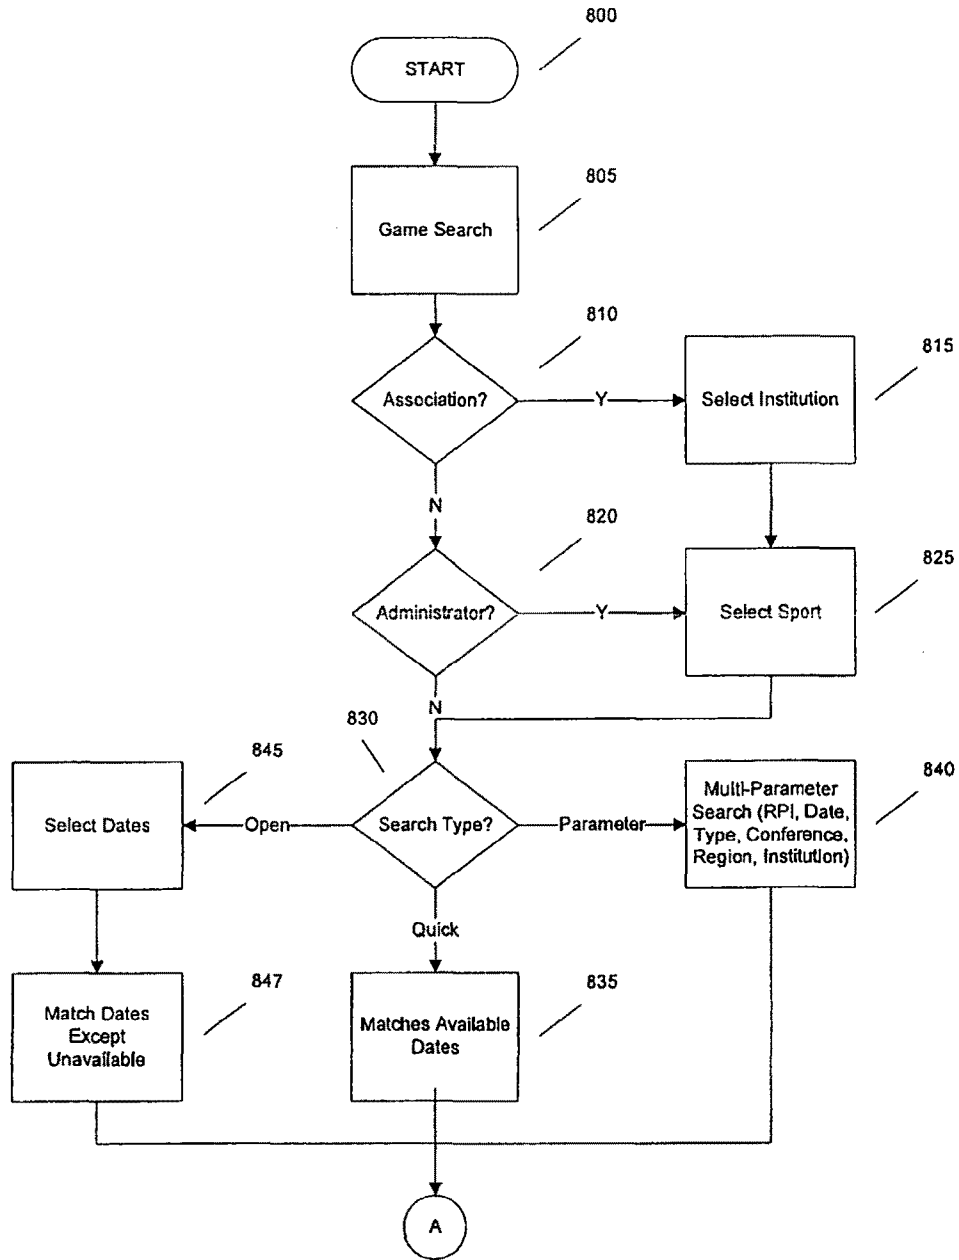 800
START
805
Game Search
810
815
Association?
Y
Select Institution
N
820
825
Administrator?
Y
Select Sport
N
830
845
840
Select Dates
Open
Search Type?
Parameter
Multi-Parameter
Search (RPI, Date,
Type, Conference,
Region, Institution)
Quick
847
835
Match Dates
Except
Unavailable
Matches Available
Dates
A